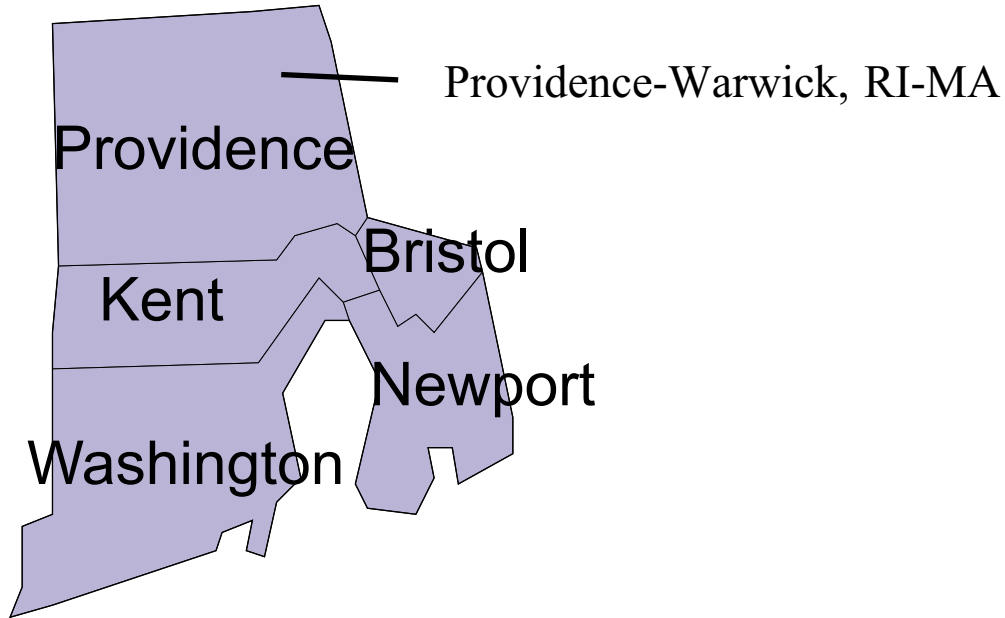 Providence-Warwick, RI-MA
Providence
Bristol
Kent
Newport
Washington